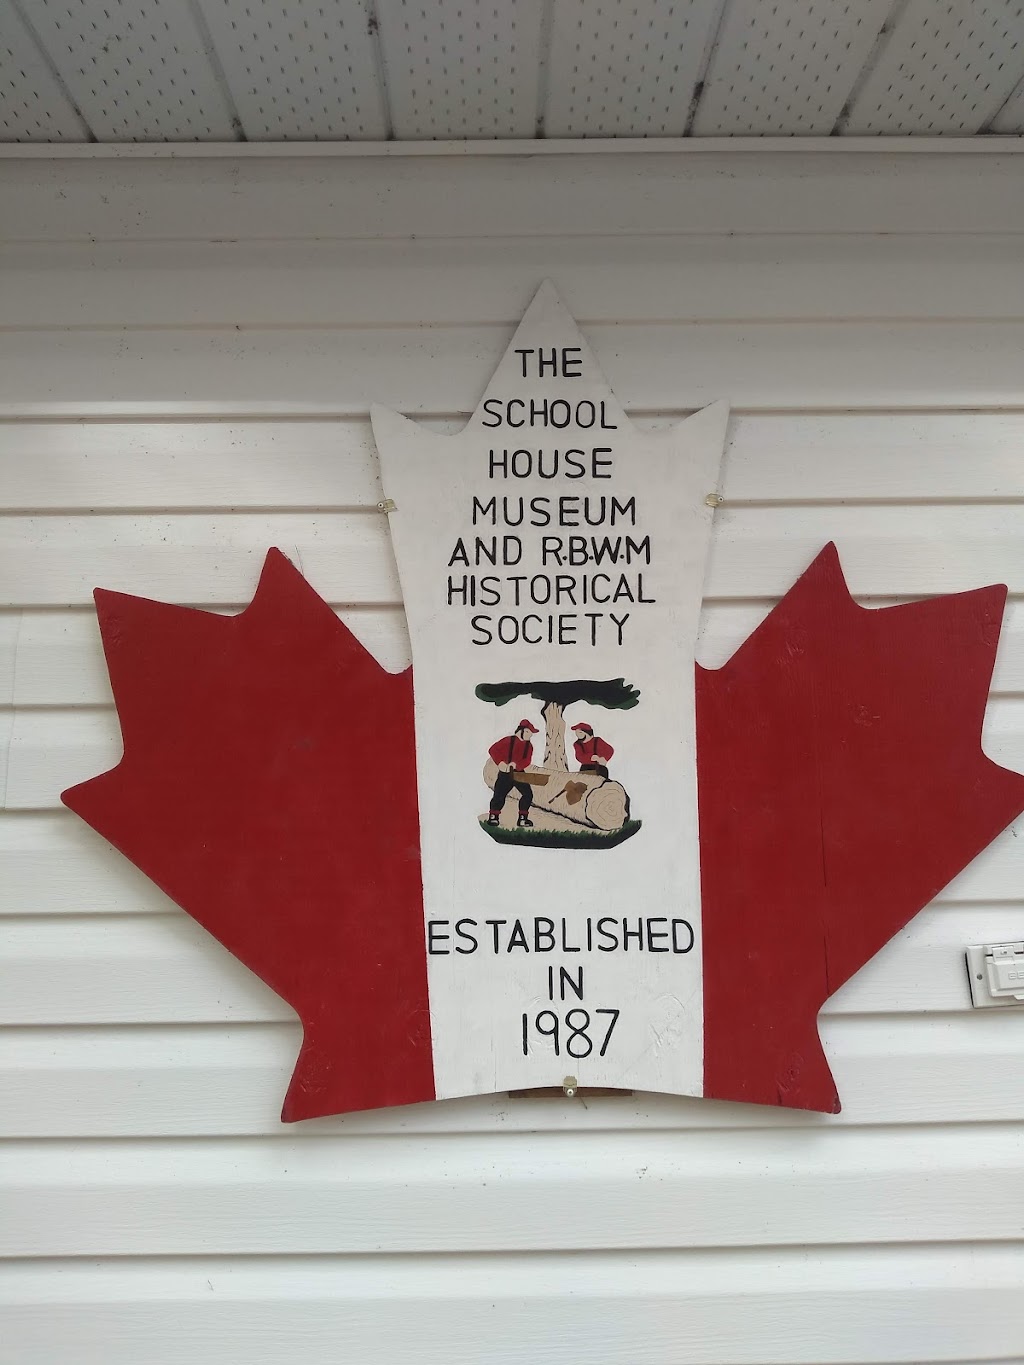 THE
SCHOOL
HOUSE
MUSEUM
AND R.B.W.M
HISTORICAL
SOCIETY
ESTABLISHED
IN
1987